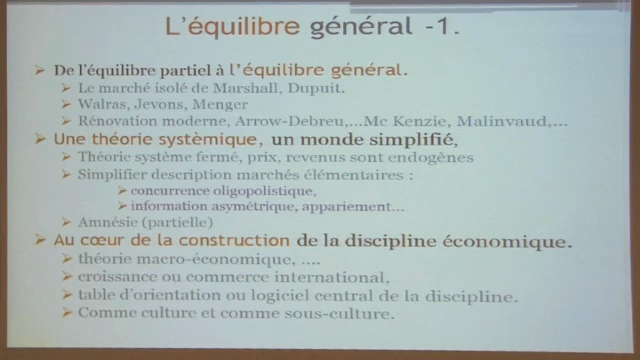 L'équilibre général -1.
De l'équilibre partiel à l'équilibre général.
Le marché isolé de Marshall, Dupuit.
Walras, Jevons, Menger
Rénovation moderne, Arrow-Debreu,...Mc Kenzie, Malinvaud,...
Une théorie systèmique, un monde simplifié,
Théorie système fermé, prix, revenus sont endogènes
Simplifier description marchés élémentaires :
concurrence oligopolistique,
information asymétrique, appariement...
Amnésie (partielle)
Au cœur de la construction de la discipline économique.
théorie macro-économique, ....
croissance ou commerce international,
table d'orientation ou logiciel central de la discipline.
Comme culture et comme sous-culture.